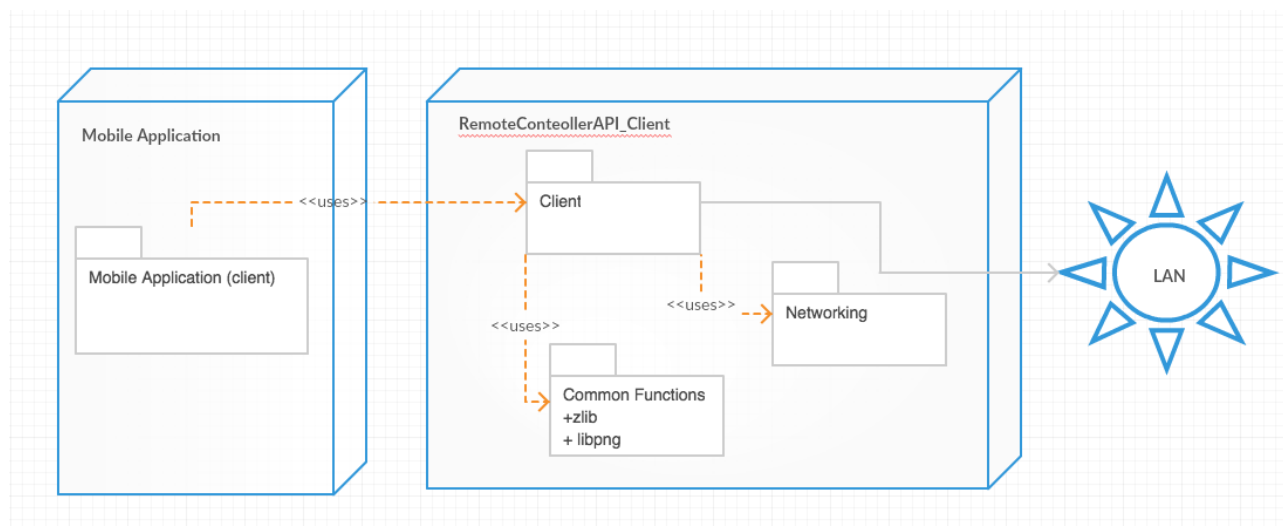 Mobile Application
<<uses>>
Mobile Application (client)
RemoteConteollerAPI_Client
Client
<<uses>>
Networking
<<uses>>
Common Functions
+zlib
+ libpng
LAN